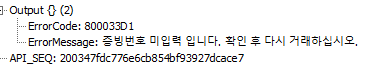 Output {} (2)
ErrorCode: 800033D1
ErrorMessage: 증빙번호 미입력 입니다. 확인 후 다시 거래하십시오.
API_SEQ: 200347fdc776e6cb854bf93927dcace7